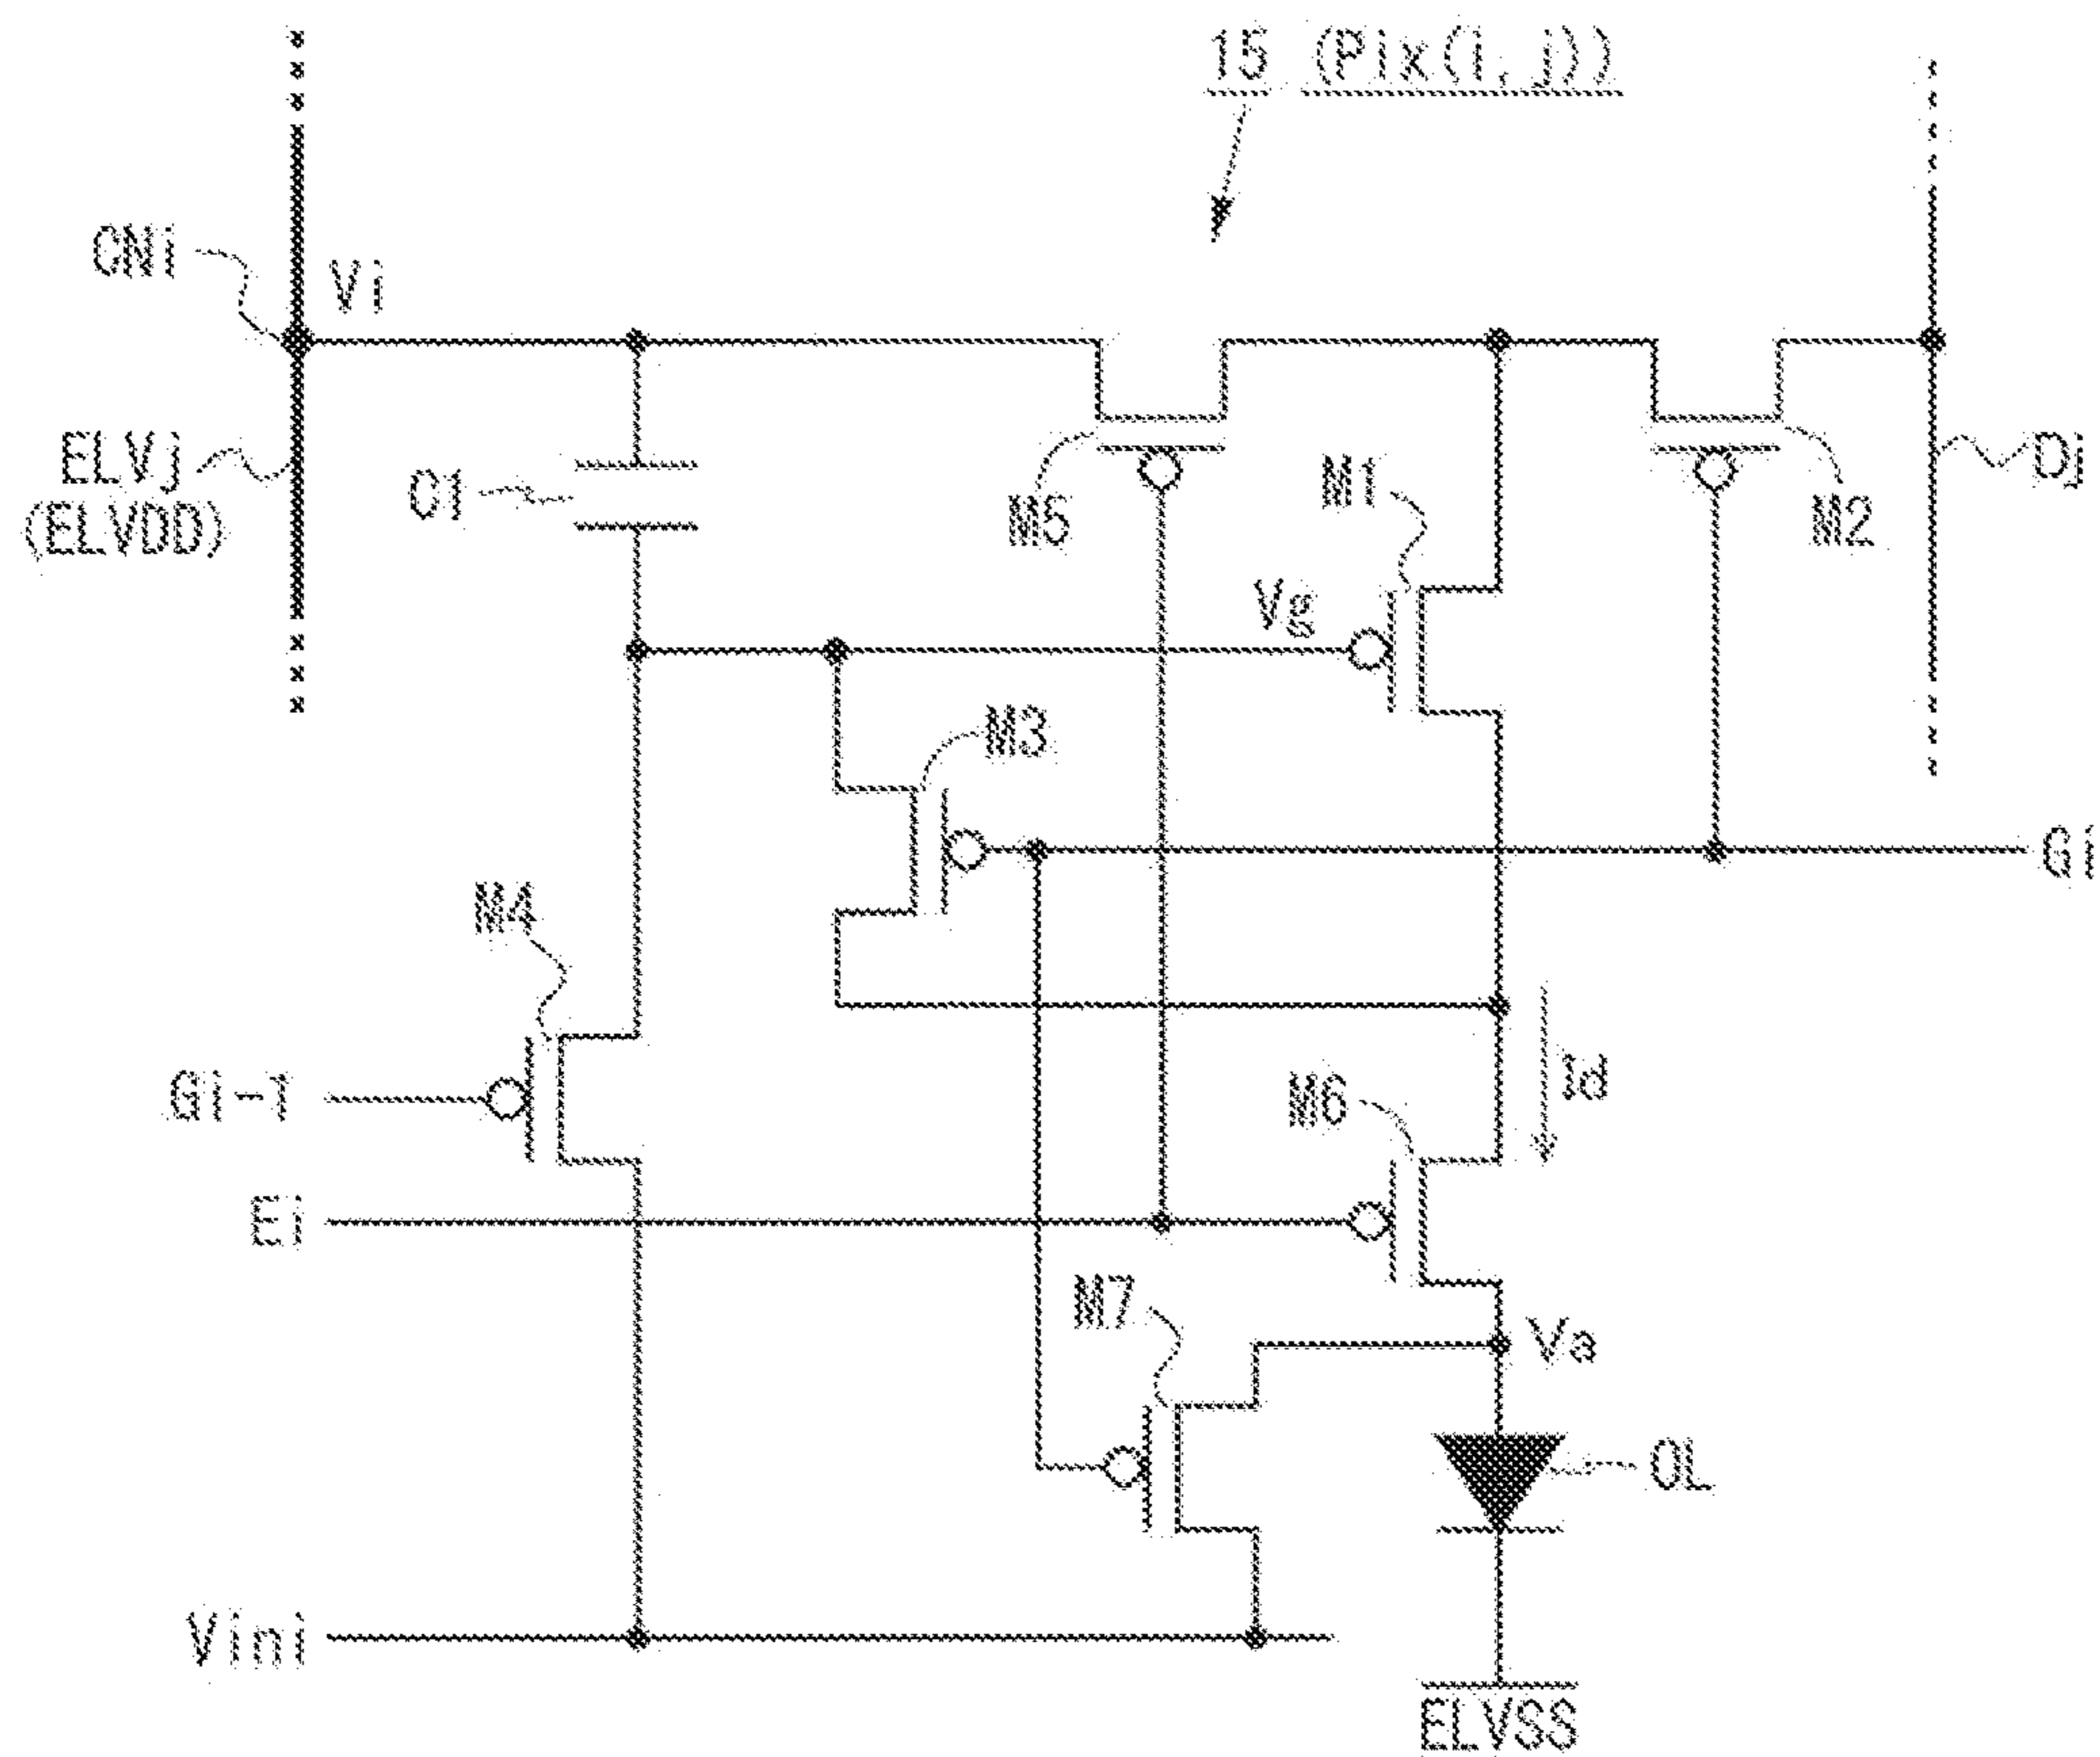 15 (Pix(i, j))
CNi
Vi
ELVj
(ELVDD)
C1
M5
M1
M2
Dj
Vg
M3
Gi
M4
Gi-1
Id
M6
Ei
M7
Va
OL
Vini
ELVSS